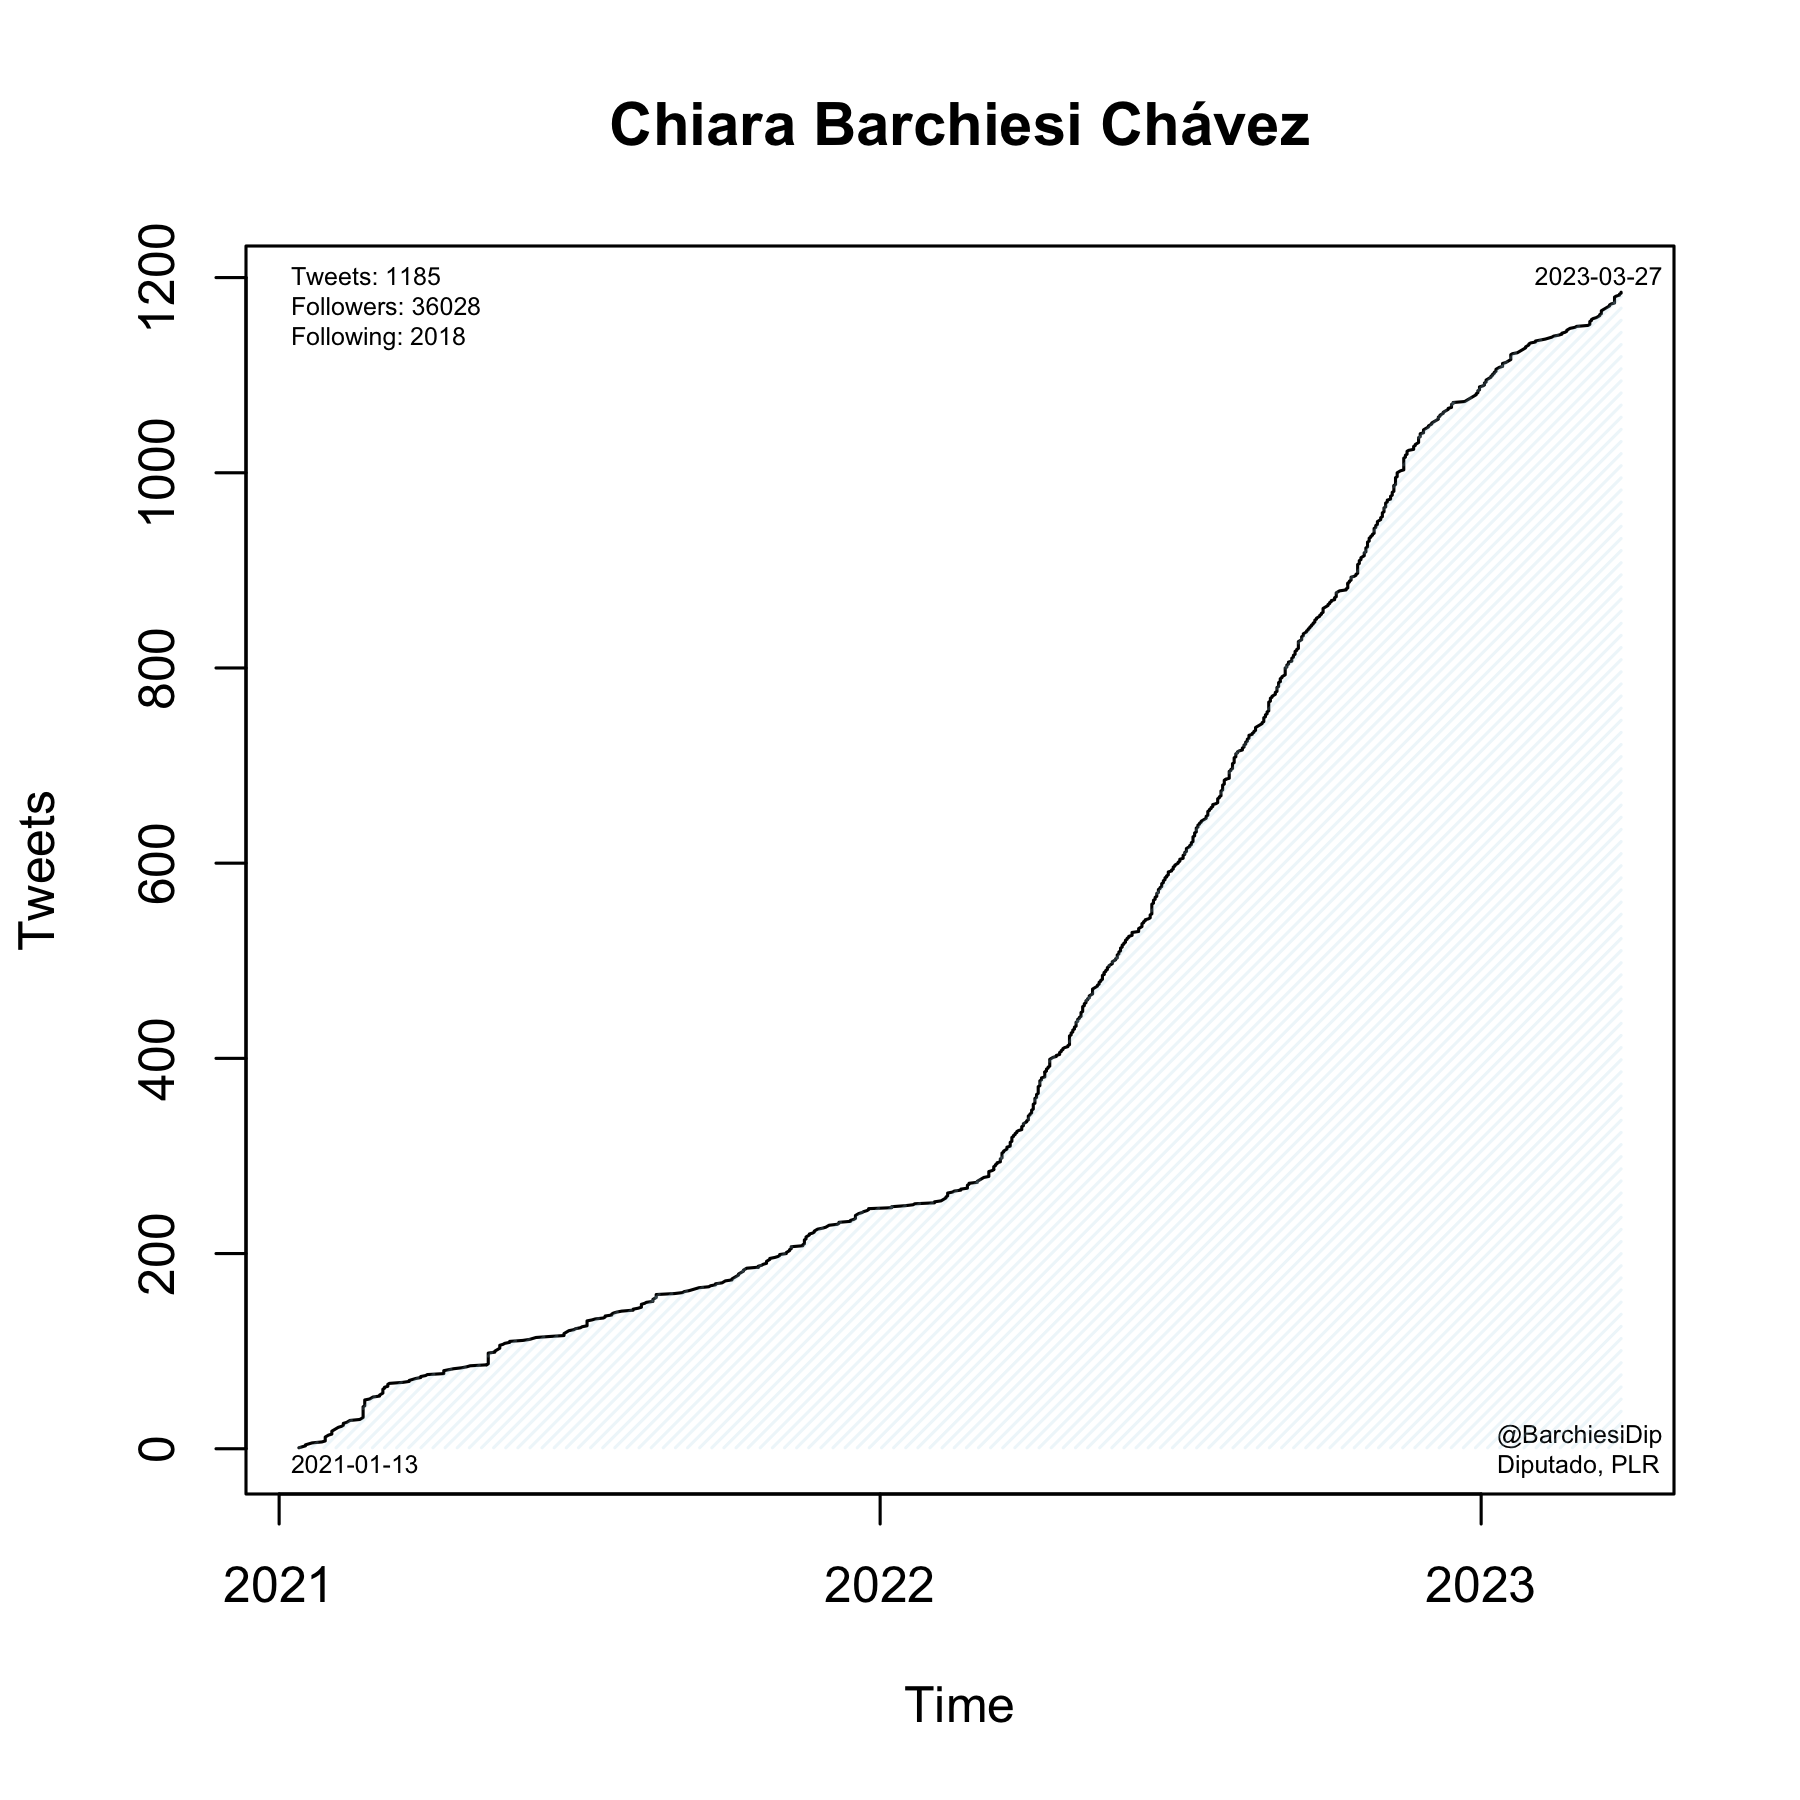 Chiara Barchiesi Chávez
Tweets: 1185
Followers: 36028
Following: 2018
2023-03-27
1200
1000
800
600
400
200
0
Tweets
2021-01-13
@BarchiesiDip
Diputado, PLR
2021
2022
2023
Time